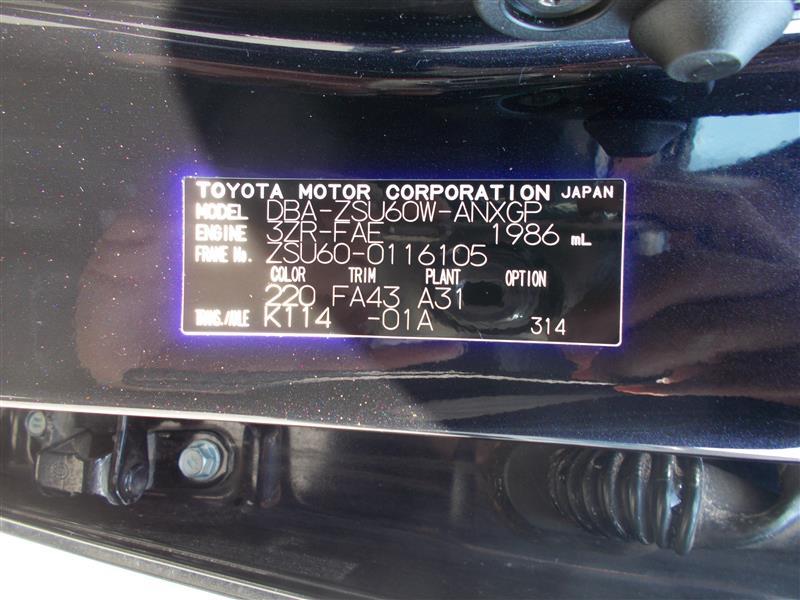 TOYOTA MOTOR CORPORATION JAPAN
MODEL DBA-ZSU60W-ANXGP
ENGINE 3ZR-FAE 1986 mL
FRAME No. ZSU60-0116105
COLOR TRIM PLANT OPTION
220 FA43 A31
TRANS./AXLE K114 -01A 314